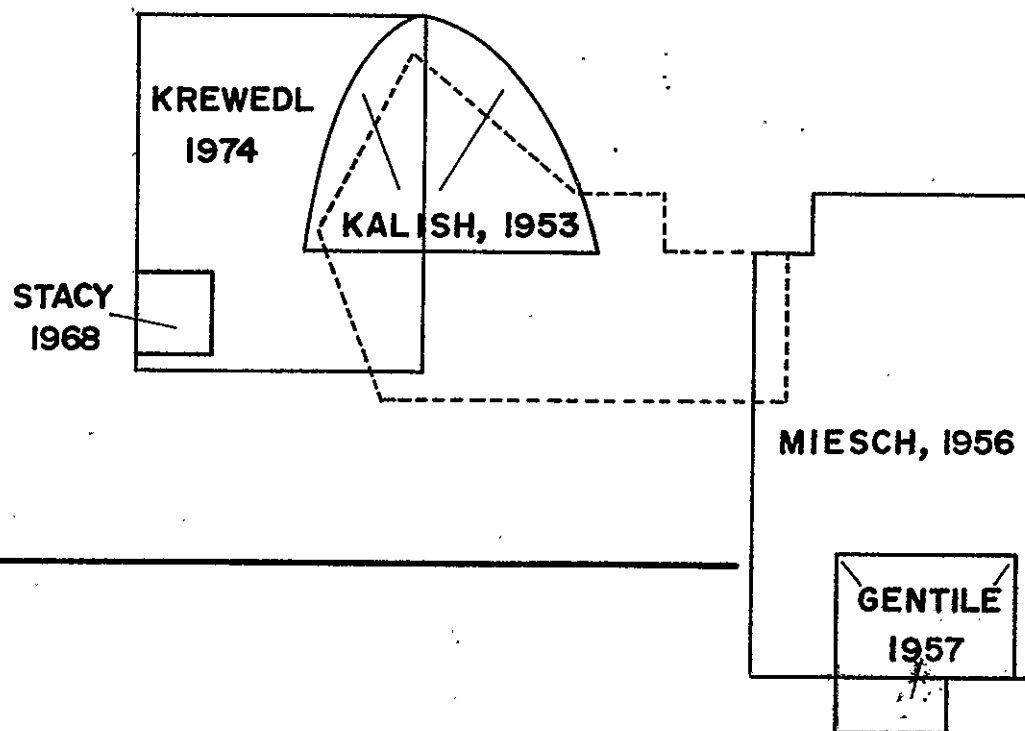 KREWEDL
1974
KALISH, 1953
STACY
1968
MIESCH, 1956
GENTILE
1957